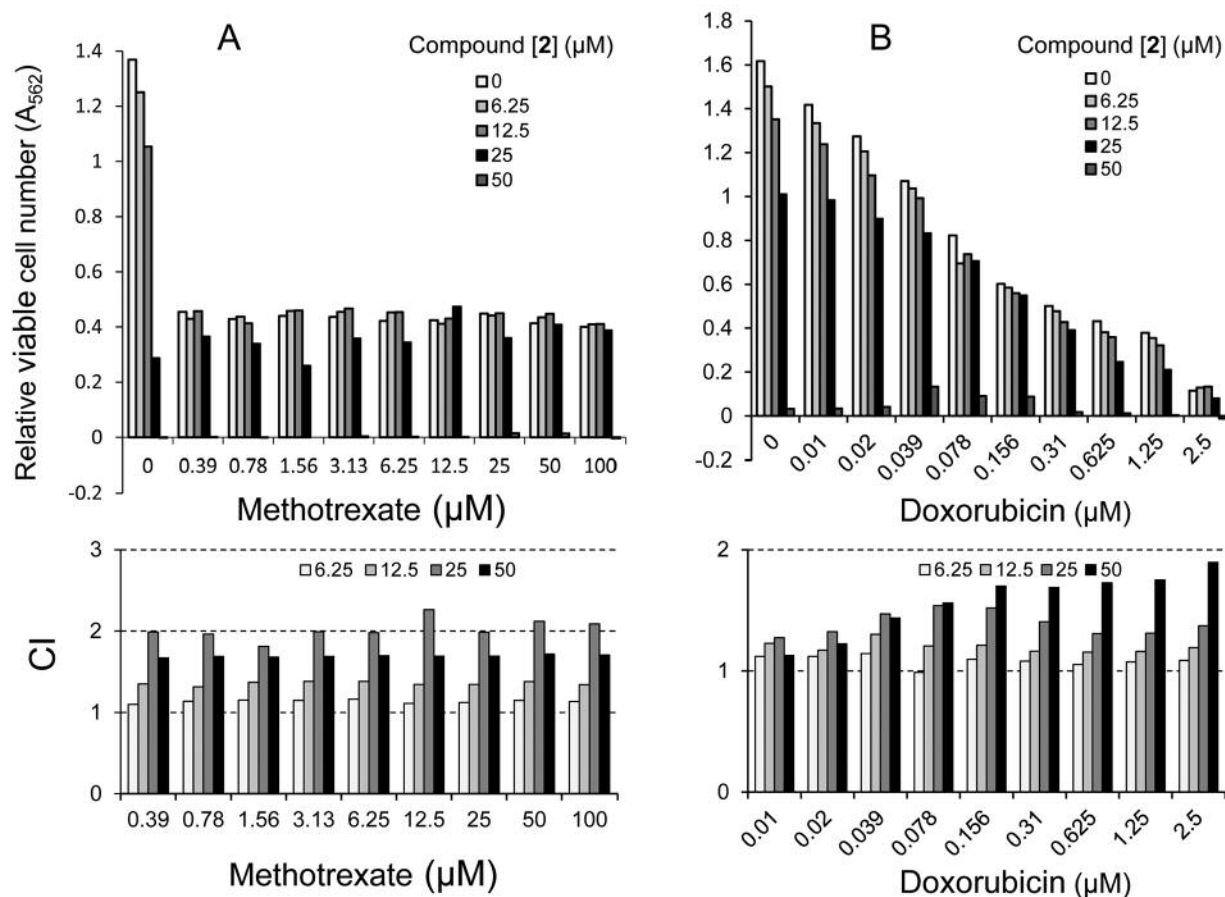 A
Compound [2] (µM)
0
6.25
12.5
25
50
Relative viable cell number (A562)
1.4
1.2
1
0.8
0.6
0.4
0.2
0
-0.2
0 0.39 0.78 1.56 3.13 6.25 12.5 25 50 100
Methotrexate (µM)
B
Compound [2] (µM)
0
6.25
12.5
25
50
1.8
1.6
1.4
1.2
1
0.8
0.6
0.4
0.2
0
-0.2
0 0.01 0.02 0.039 0.078 0.156 0.31 0.625 1.25 2.5
Doxorubicin (µM)
CI
3
2
1
0
6.25 12.5 25 50
0.39 0.78 1.56 3.13 6.25 12.5 25 50 100
Methotrexate (µM)
2
1
0
6.25 12.5 25 50
0.01 0.02 0.039 0.078 0.156 0.31 0.625 1.25 2.5
Doxorubicin (µM)